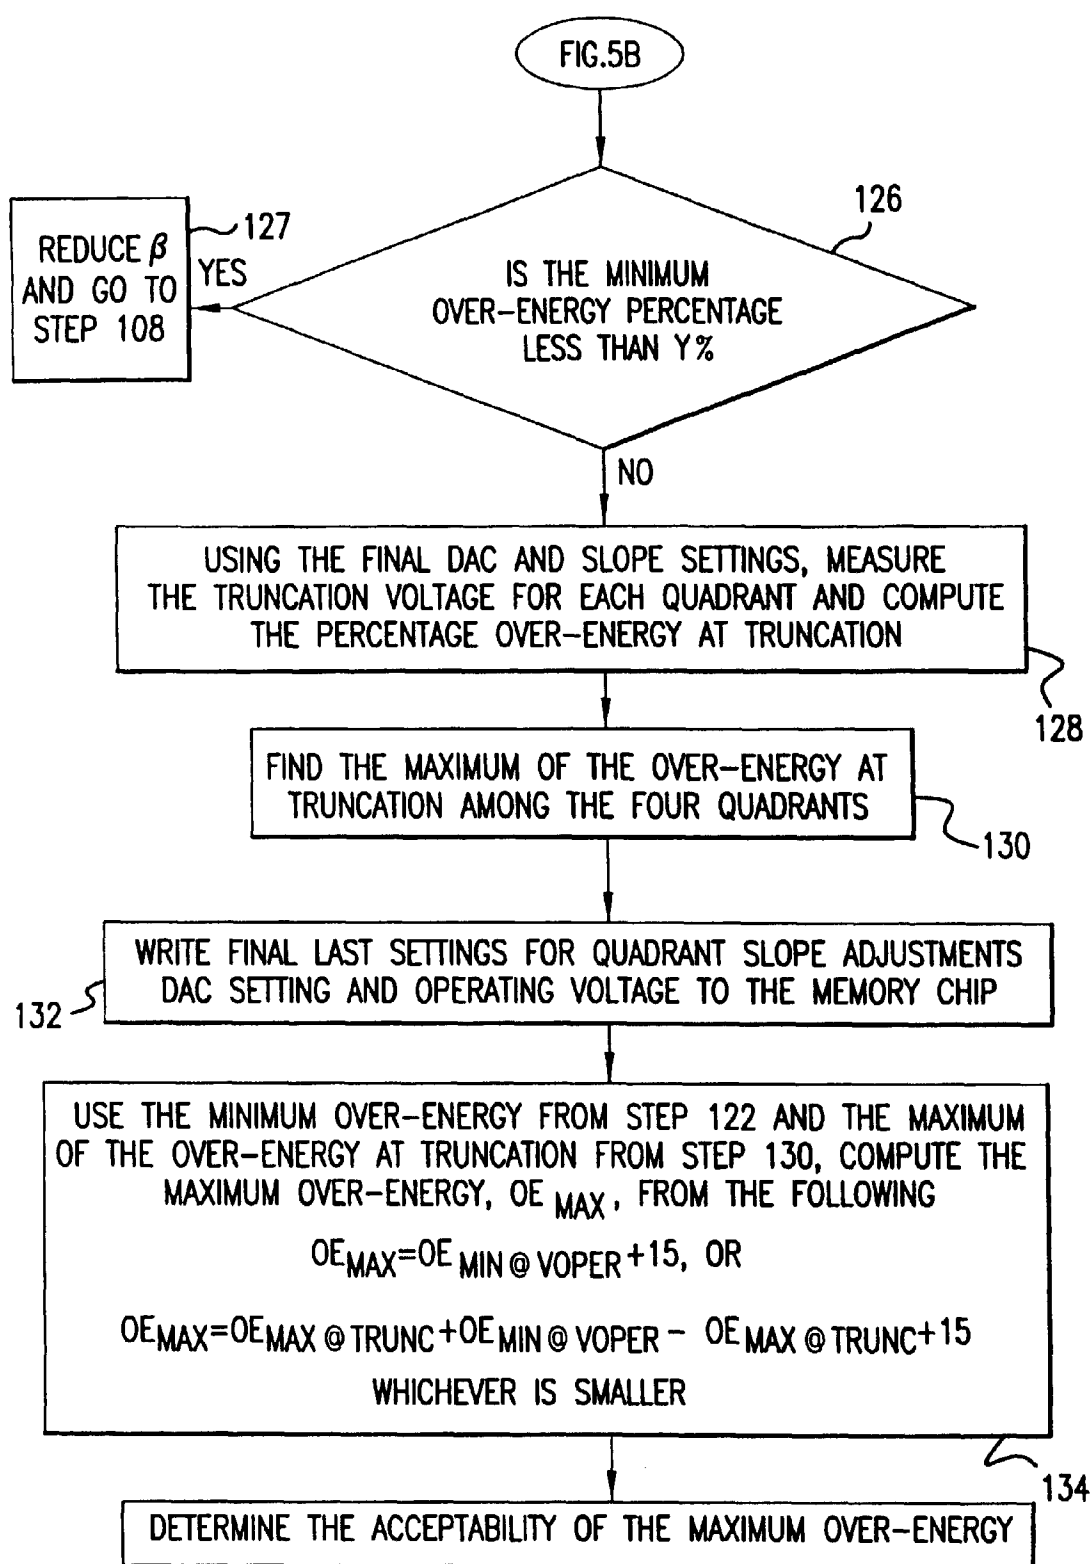 FIG.5B
126
127
REDUCE β
AND GO TO
STEP 108
YES
IS THE MINIMUM
OVER-ENERGY PERCENTAGE
LESS THAN Y%
NO
USING THE FINAL DAC AND SLOPE SETTINGS, MEASURE
THE TRUNCATION VOLTAGE FOR EACH QUADRANT AND COMPUTE
THE PERCENTAGE OVER-ENERGY AT TRUNCATION
128
FIND THE MAXIMUM OF THE OVER-ENERGY AT
TRUNCATION AMONG THE FOUR QUADRANTS
130
WRITE FINAL LAST SETTINGS FOR QUADRANT SLOPE ADJUSTMENTS
DAC SETTING AND OPERATING VOLTAGE TO THE MEMORY CHIP
132
USE THE MINIMUM OVER-ENERGY FROM STEP 122 AND THE MAXIMUM
OF THE OVER-ENERGY AT TRUNCATION FROM STEP 130, COMPUTE THE
MAXIMUM OVER-ENERGY, OE MAX, FROM THE FOLLOWING
OE MAX=OE MIN @ VOPER+15, OR
OE MAX=OE MAX @ TRUNC+OE MIN @ VOPER - OE MAX @ TRUNC+15
WHICHEVER IS SMALLER
134
DETERMINE THE ACCEPTABILITY OF THE MAXIMUM OVER-ENERGY